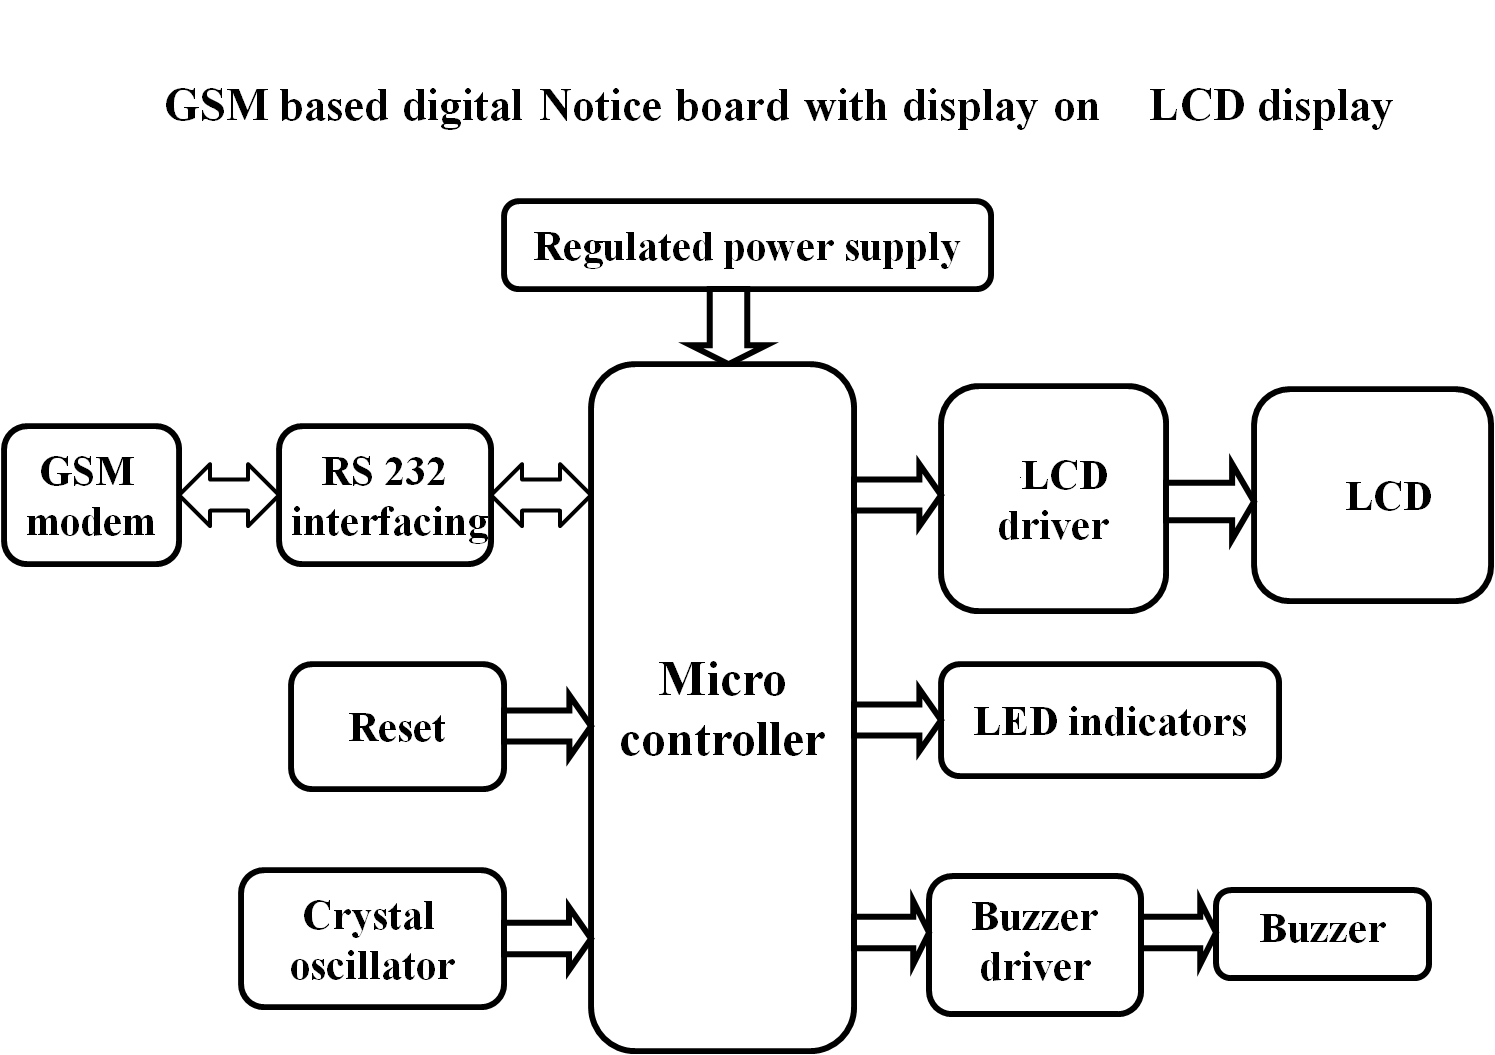 GSM based digital Notice board with display on LCD display
Regulated power supply
GSM
modem
RS 232
interfacing
LCD
driver
LCD
Micro
controller
Reset
LED indicators
Crystal
oscillator
Buzzer
driver
Buzzer